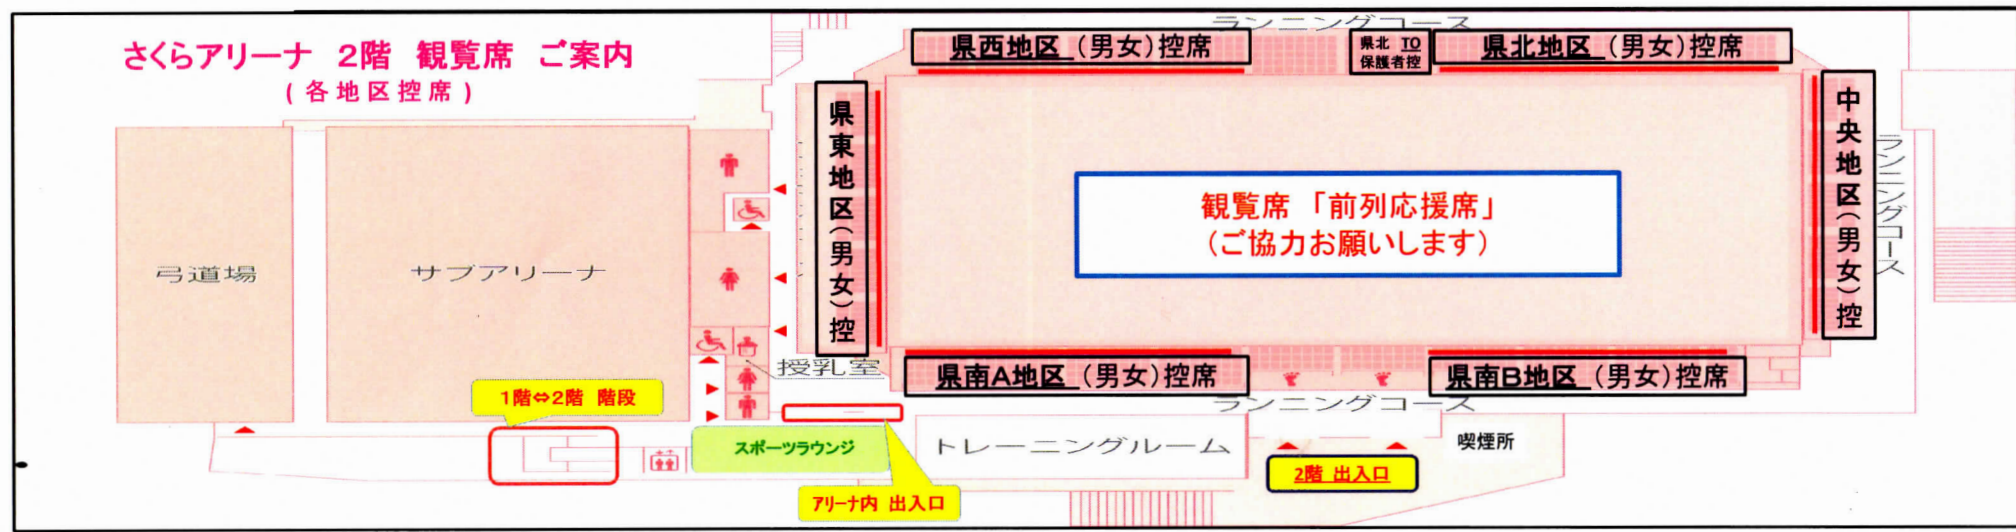 さくらアリーナ 2階 観覧席 ご案内
(各地区控席)
ランニングコース
県西地区 (男女)控席
県北 TO
保護者控
県北地区 (男女)控席
県東地区(男女)控
中央地区(男女)控
ランニングコース
観覧席 「前列応援席」
(ご協力お願いします)
弓道場
サブアリーナ
授乳室
県南A地区 (男女)控席
県南B地区 (男女)控席
ランニングコース
1階⇔2階 階段
スポーツラウンジ
トレーニングルーム
喫煙所
2階 出入口
アリーナ内 出入口